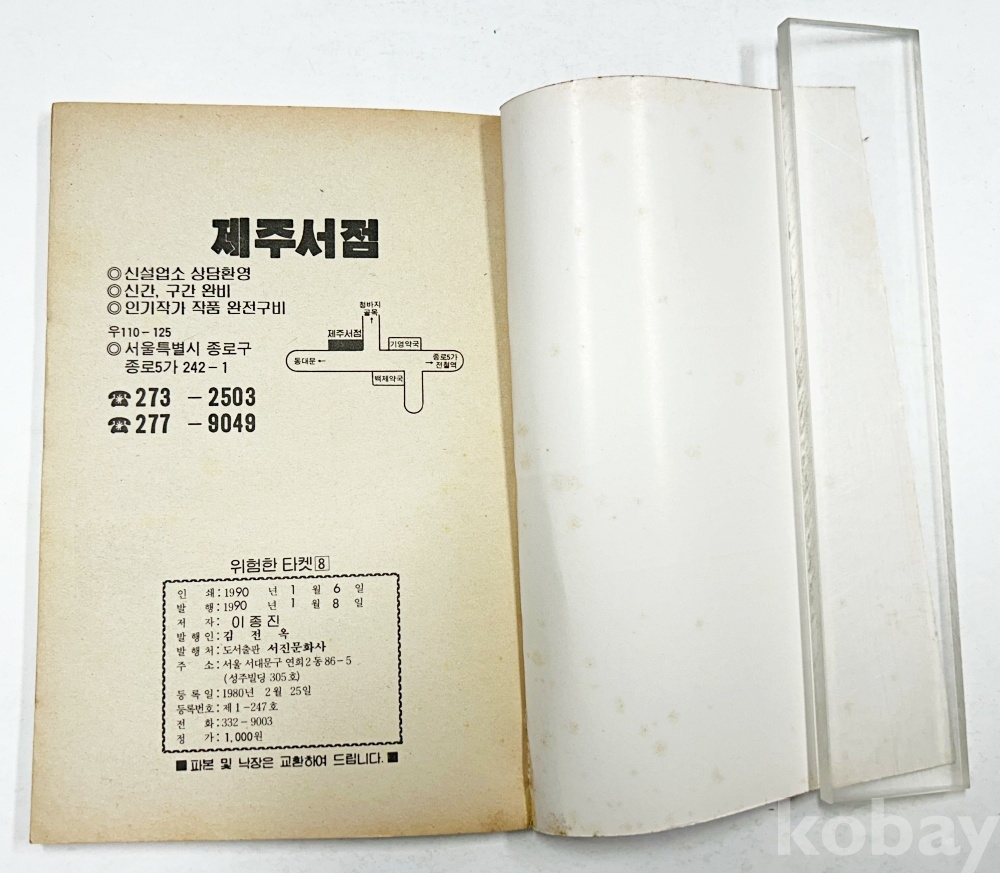 제주서점
◎ 신설업소 상담환영
◎ 신간, 구간 완비
◎ 인기작가 작품 완전구비
우110-125
◎ 서울특별시 종로구
종로5가 242-1
☎ 273 - 2503
☎ 277 - 9049
청바지
골목
↑
제주서점
기업약국
동대문 ←
→ 종로5가
전철역
백제약국
위험한 타켓 8
인 쇄: 1990 년 1 월 6 일
발 행: 1990 년 1 월 8 일
저 자: 이종진
발행인: 김 전 옥
발행처: 도서출판 서진문화사
주 소: 서울 서대문구 연희2동 86-5
(성주빌딩 305호)
등록일: 1980년 2월 25일
등록번호: 제1-247호
전 화: 332-9003
정 가: 1,000원
■ 파본 및 낙장은 교환하여 드립니다. ■
kobay